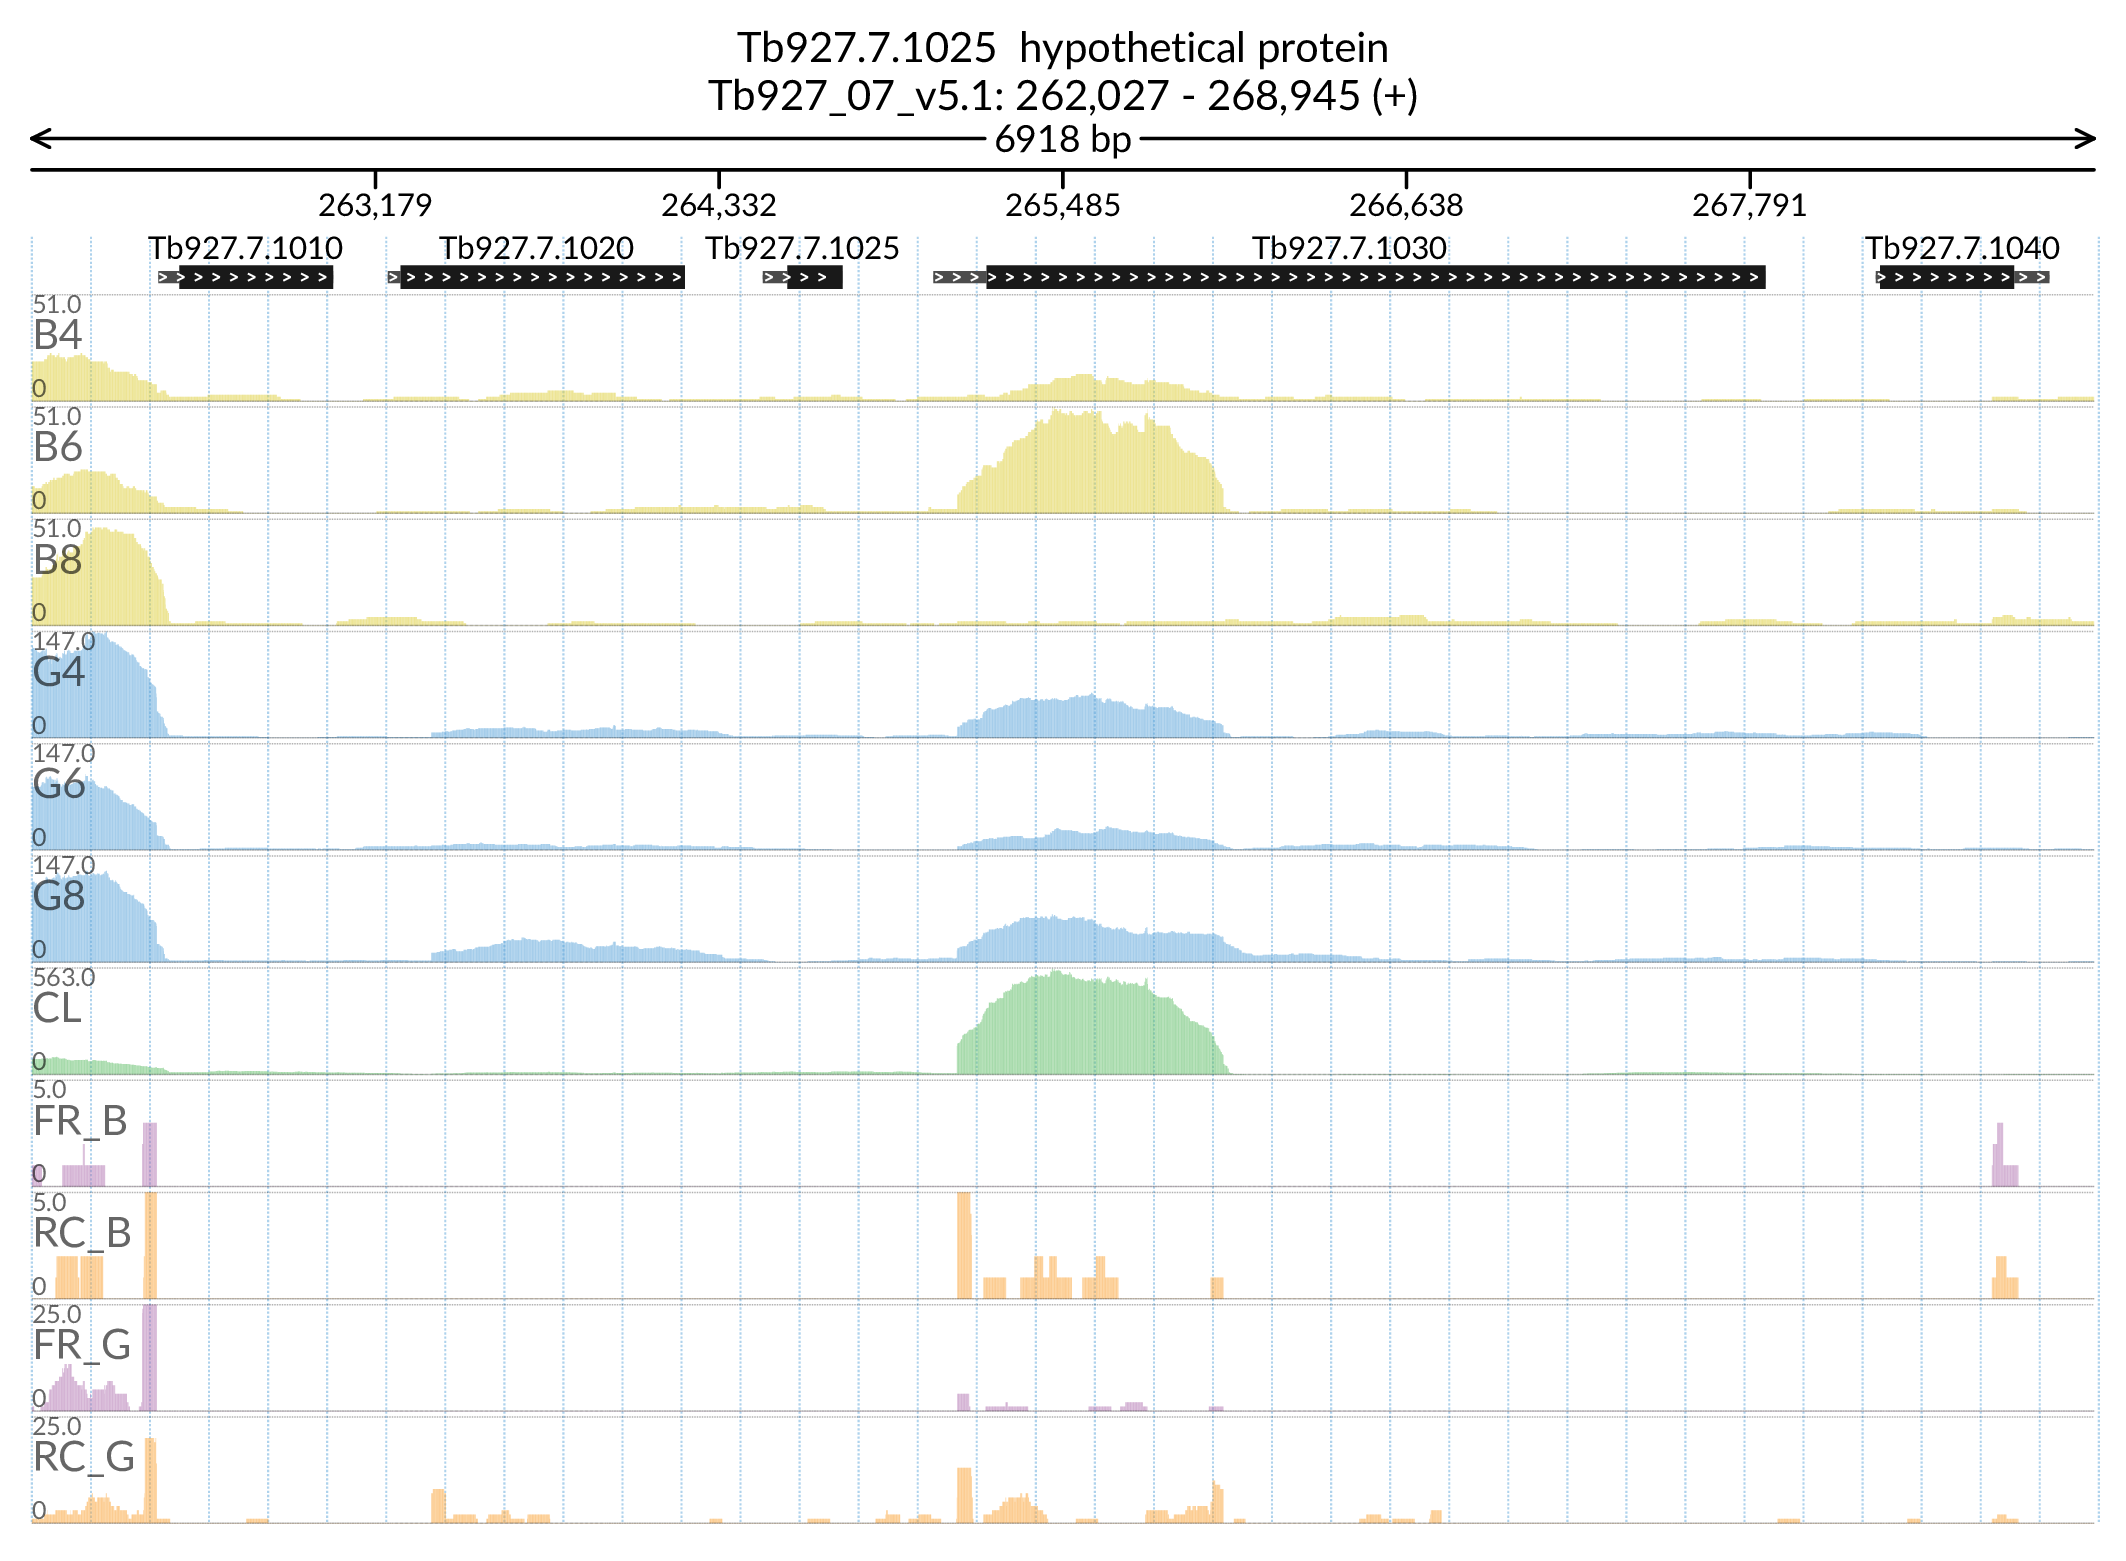 Tb927.7.1025 hypothetical protein
Tb927_07_v5.1: 262,027 - 268,945 (+)
6918 bp
263,179 264,332 265,485 266,638 267,791
Tb927.7.1010 Tb927.7.1020 Tb927.7.1025 Tb927.7.1030 Tb927.7.1040
51.0
B4
0
51.0
B6
0
51.0
B8
0
147.0
G4
0
147.0
G6
0
147.0
G8
0
563.0
CL
0
5.0
FR_B
0
5.0
RC_B
0
25.0
FR_G
0
25.0
RC_G
0